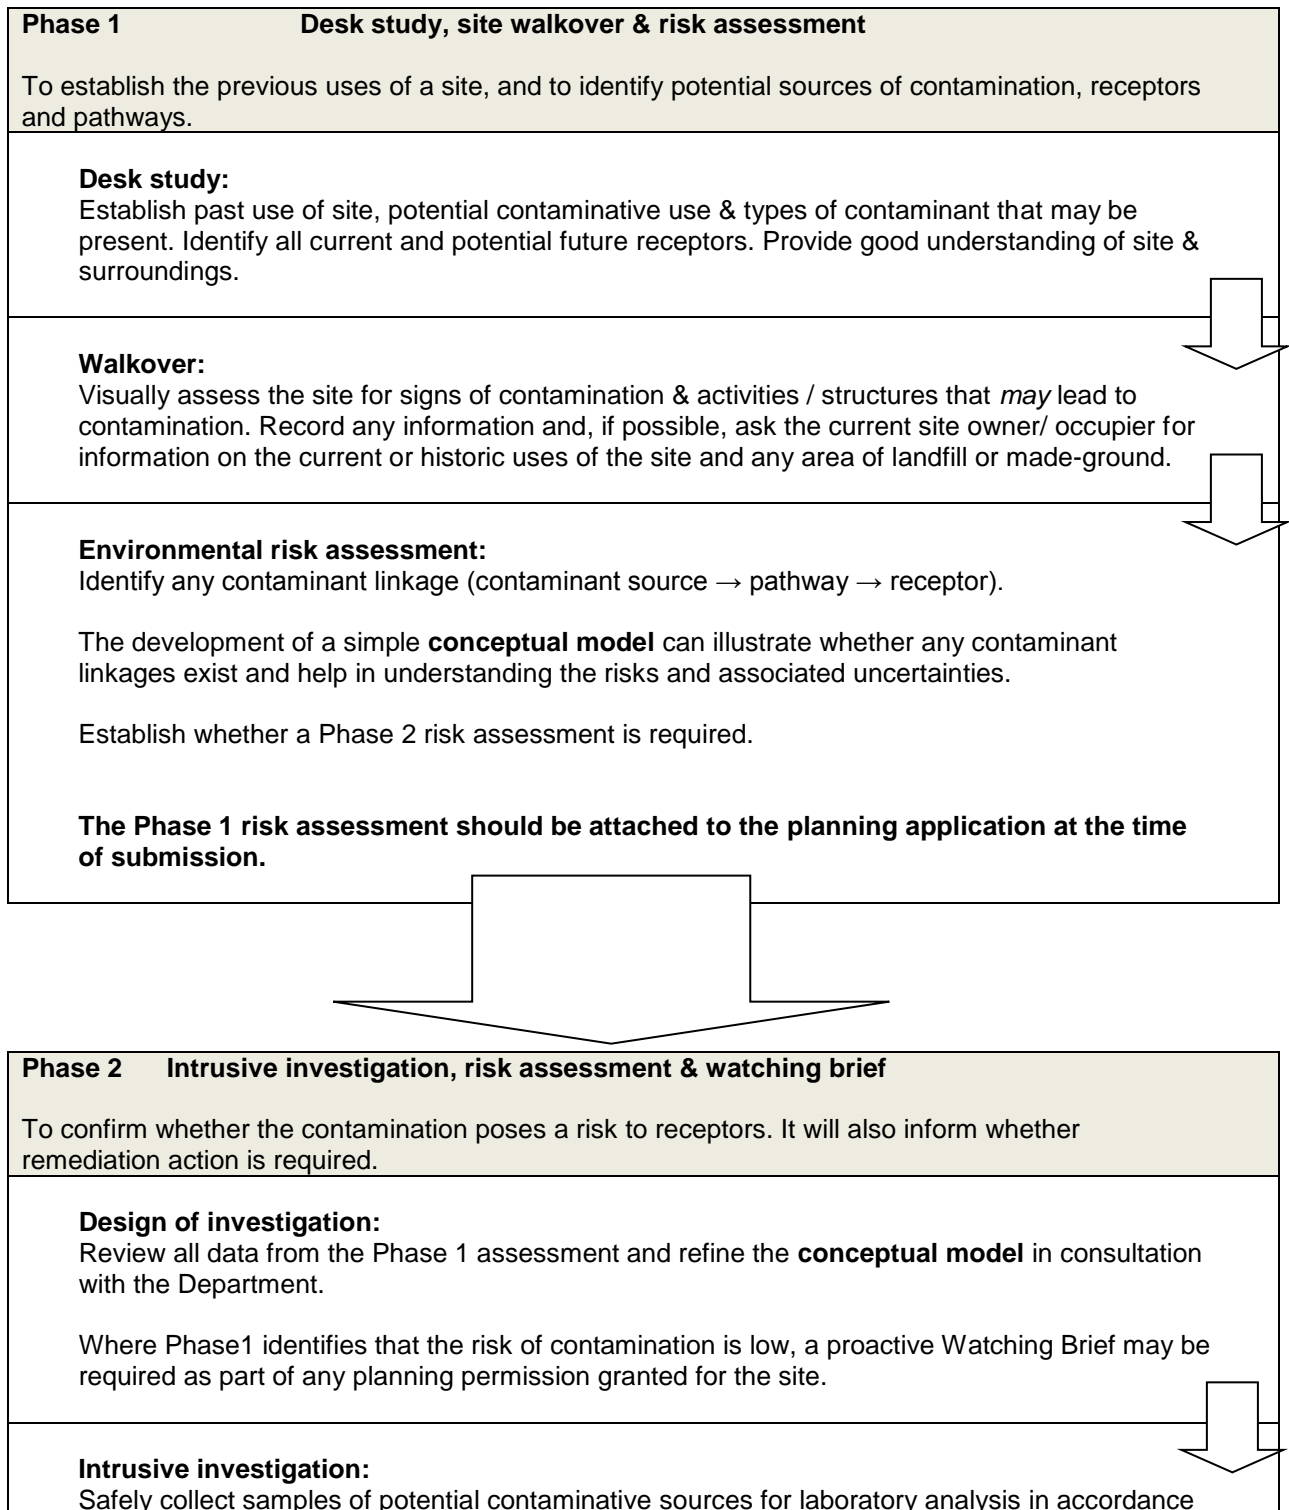 Phase 1 Desk study, site walkover & risk assessment
To establish the previous uses of a site, and to identify potential sources of contamination, receptors
and pathways.
Desk study:
Establish past use of site, potential contaminative use & types of contaminant that may be
present. Identify all current and potential future receptors. Provide good understanding of site &
surroundings.
Walkover:
Visually assess the site for signs of contamination & activities / structures that may lead to
contamination. Record any information and, if possible, ask the current site owner/ occupier for
information on the current or historic uses of the site and any area of landfill or made-ground.
Environmental risk assessment:
Identify any contaminant linkage (contaminant source → pathway → receptor).
The development of a simple conceptual model can illustrate whether any contaminant
linkages exist and help in understanding the risks and associated uncertainties.
Establish whether a Phase 2 risk assessment is required.
The Phase 1 risk assessment should be attached to the planning application at the time
of submission.
Phase 2 Intrusive investigation, risk assessment & watching brief
To confirm whether the contamination poses a risk to receptors. It will also inform whether
remediation action is required.
Design of investigation:
Review all data from the Phase 1 assessment and refine the conceptual model in consultation
with the Department.
Where Phase1 identifies that the risk of contamination is low, a proactive Watching Brief may be
required as part of any planning permission granted for the site.
Intrusive investigation:
Safely collect samples of potential contaminative sources for laboratory analysis in accordance